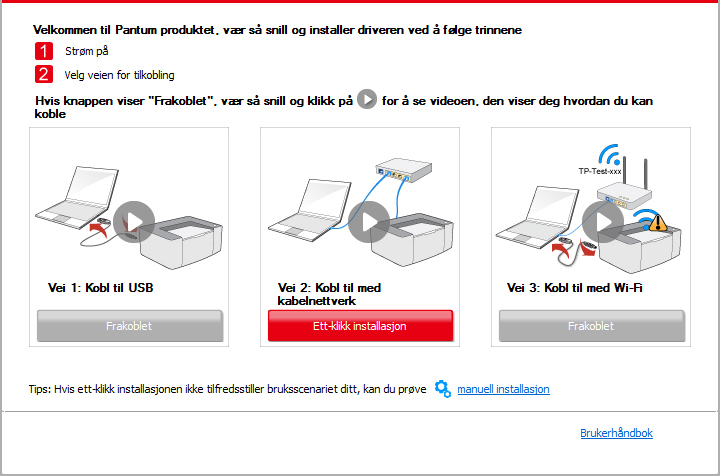 Velkommen til Pantum produktet, vær så snill og installer driveren ved å følge trinnene
1 Strøm på
2 Velg veien for tilkobling
Hvis knappen viser "Frakoblet", vær så snill og klikk på for å se videoen, den viser deg hvordan du kan
koble
TP-Test-xxx
Vei 1: Kobl til USB
Frakoblet
Vei 2: Kobl til med
kabelnettverk
Ett-klikk installasjon
Vei 3: Kobl til med Wi-Fi
Frakoblet
Tips: Hvis ett-klikk installasjonen ikke tilfredsstiller bruksscenariet ditt, kan du prøve manuell installasjon
Brukerhåndbok